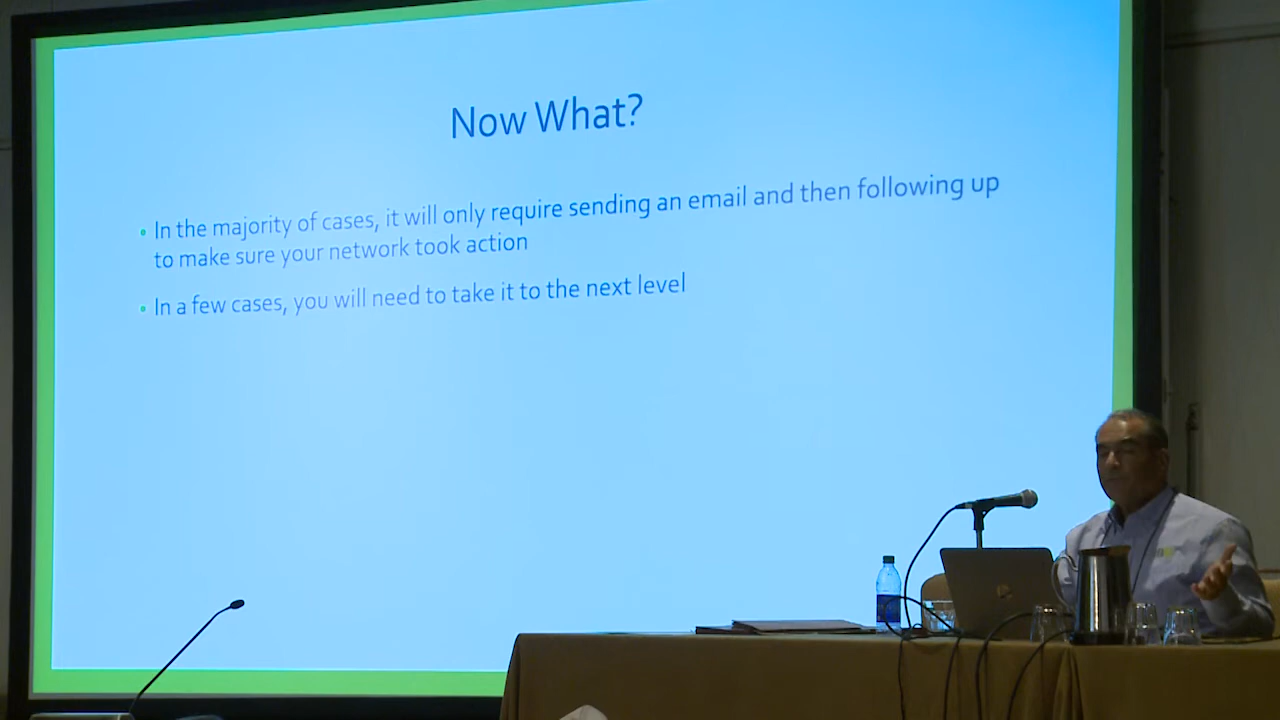 Now What?
• In the majority of cases, it will only require sending an email and then following up
to make sure your network took action
• In a few cases, you will need to take it to the next level